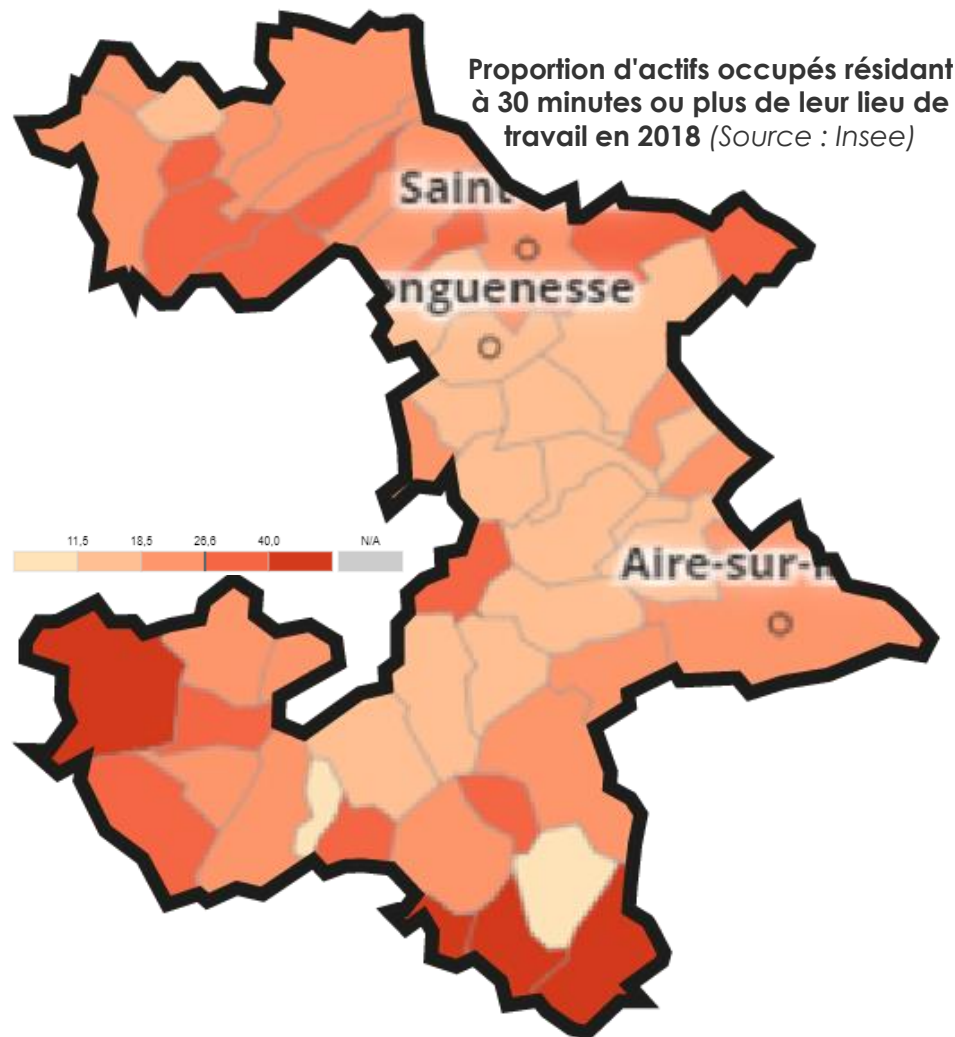 Proportion d'actifs occupés résidant
à 30 minutes ou plus de leur lieu de
travail en 2018 (Source : Insee)
Saint
onguenesse
11,5 18,5 26,6 40,0 N/A
Aire-sur-